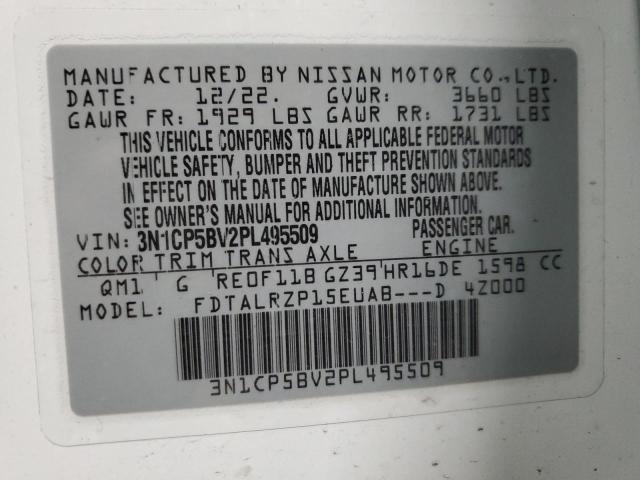 MANUFACTURED BY NISSAN MOTOR CO.,LTD.
DATE: 12/22. GVWR: 3660 LBS
GAWR FR: 1929 LBS GAWR RR: 1731 LBS
THIS VEHICLE CONFORMS TO ALL APPLICABLE FEDERAL MOTOR
VEHICLE SAFETY, BUMPER AND THEFT PREVENTION STANDARDS
IN EFFECT ON THE DATE OF MANUFACTURE SHOWN ABOVE.
SEE OWNER'S MANUAL FOR ADDITIONAL INFORMATION.
VIN: 3N1CP5BV2PL495509 PASSENGER CAR.
COLOR TRIM TRANS AXLE ENGINE
QM1 G RE0F11B GZ39 HR16DE 1598 CC
MODEL: FDTALRZP15EUAB---D 4Z000
3N1CP5BV2PL495509